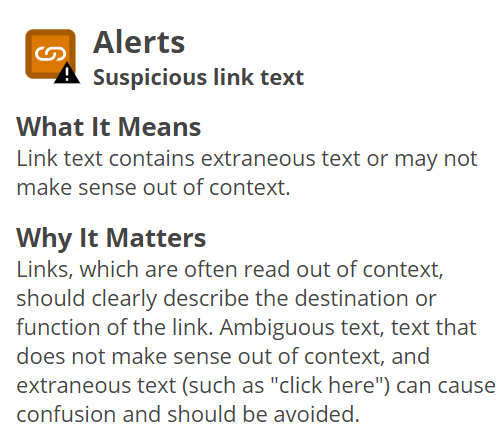 Alerts
Suspicious link text
What It Means
Link text contains extraneous text or may not
make sense out of context.
Why It Matters
Links, which are often read out of context,
should clearly describe the destination or
function of the link. Ambiguous text, text that
does not make sense out of context, and
extraneous text (such as "click here") can cause
confusion and should be avoided.